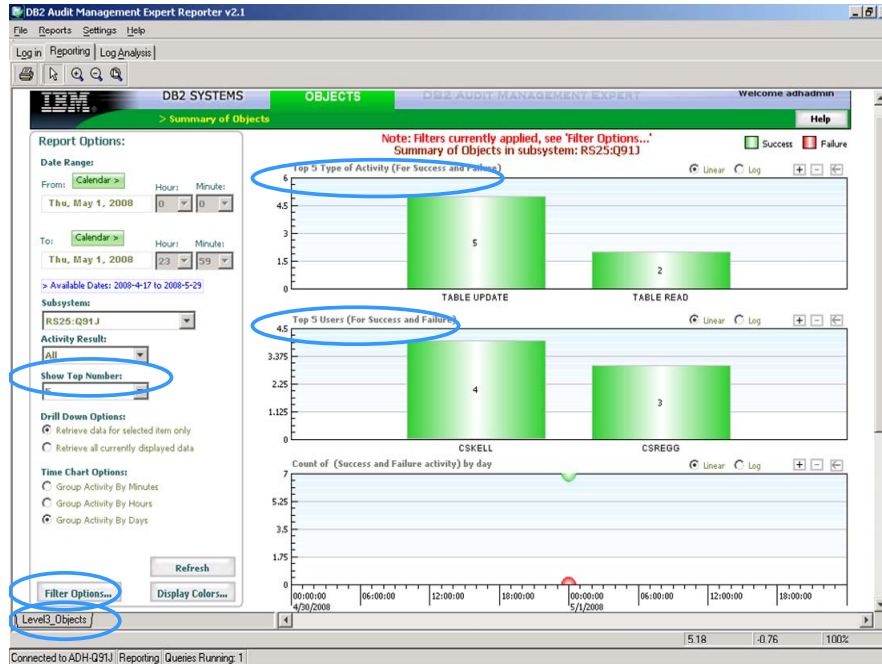 DB2 Audit Management Expert Reporter v2.1
File Reports Settings Help
Log in Reporting Log Analysis
IBM. DB2 SYSTEMS OBJECTS DB2 AUDIT MANAGEMENT EXPERT Welcome adhadmin
> Summary of Objects Help
Report Options:
Date Range:
From: Calendar > Hour: Minute:
Thu, May 1, 2008 0 0
To: Calendar > Hour: Minute:
Thu, May 1, 2008 23 59
> Available Dates: 2008-4-17 to 2008-5-29
Subsystem:
RS25:Q91J
Activity Result:
All
Show Top Number:
5
Drill Down Options:
Retrieve data for selected item only
Retrieve all currently displayed data
Time Chart Options:
Group Activity By Minutes
Group Activity By Hours
Group Activity By Days
Refresh
Filter Options... Display Colors...
Note: Filters currently applied, see 'Filter Options...'
Summary of Objects in subsystem: RS25:Q91J
Success Failure
Top 5 Type of Activity (For Success and Failure) Linear Log
6
4.5
3
1.5
0
5
2
TABLE UPDATE TABLE READ
Top 5 Users (For Success and Failure) Linear Log
4.5
3.375
2.25
1.125
0
4
3
CSKELL CSREGG
Count of (Success and Failure activity) by day Linear Log
7
5.25
3.5
1.75
0
00:00:00 06:00:00 12:00:00 18:00:00 00:00:00 06:00:00 12:00:00 18:00:00
4/30/2008 5/1/2008
Level3_Objects
5.18 -0.76 100%
Connected to ADH-Q91J Reporting Queries Running: 1